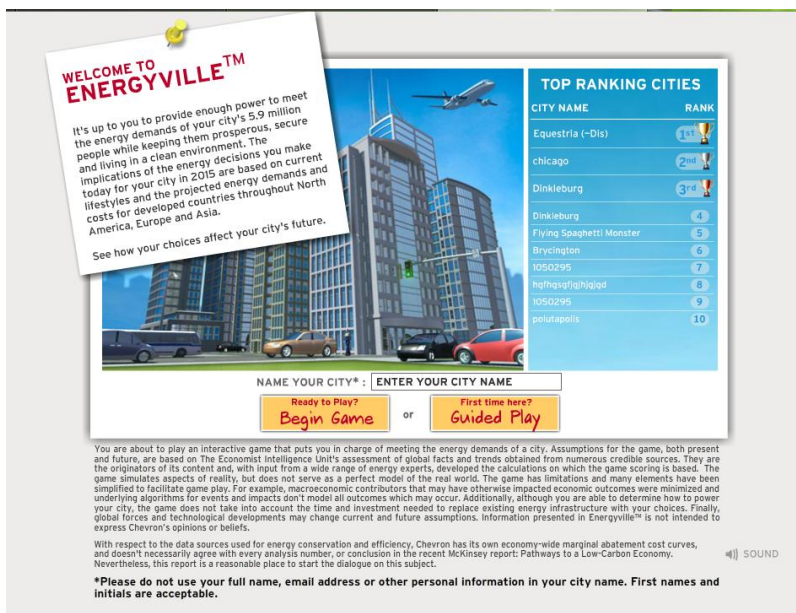 WELCOME TO
ENERGYVILLE™
It's up to you to provide enough power to meet
the energy demands of your city's 5.9 million
people while keeping them prosperous, secure
and living in a clean environment. The
implications of the energy decisions you make
today for your city in 2015 are based on current
lifestyles and the projected energy demands and
costs for developed countries throughout North
America, Europe and Asia.
See how your choices affect your city's future.
TOP RANKING CITIES
CITY NAME RANK
Equestria (~Dls) 1st
chicago 2nd
Dinkleburg 3rd
Dinkleburg 4
Flying Spaghetti Monster 5
Brycington 6
1050295 7
hgfhgsgfjqjhjgjgd 8
1050295 9
polutapolis 10
NAME YOUR CITY* : ENTER YOUR CITY NAME
Ready to Play?
Begin Game
or
First time here?
Guided Play
You are about to play an interactive game that puts you in charge of meeting the energy demands of a city. Assumptions for the game, both present
and future, are based on The Economist Intelligence Unit's assessment of global facts and trends obtained from numerous credible sources. They are
the originators of its content and, with input from a wide range of energy experts, developed the calculations on which the game scoring is based. The
game simulates aspects of reality, but does not serve as a perfect model of the real world. The game has limitations and many elements have been
simplified to facilitate game play. For example, macroeconomic contributors that may have otherwise impacted economic outcomes were minimized and
underlying algorithms for events and impacts don't model all outcomes which may occur. Additionally, although you are able to determine how to power
your city, the game does not take into account the time and investment needed to replace existing energy infrastructure with your choices. Finally,
global forces and technological developments may change current and future assumptions. Information presented in Energyville™ is not intended to
express Chevron's opinions or beliefs.
With respect to the data sources used for energy conservation and efficiency, Chevron has its own economy-wide marginal abatement cost curves,
and doesn't necessarily agree with every analysis number, or conclusion in the recent McKinsey report: Pathways to a Low-Carbon Economy.
Nevertheless, this report is a reasonable place to start the dialogue on this subject.
SOUND
*Please do not use your full name, email address or other personal information in your city name. First names and
initials are acceptable.